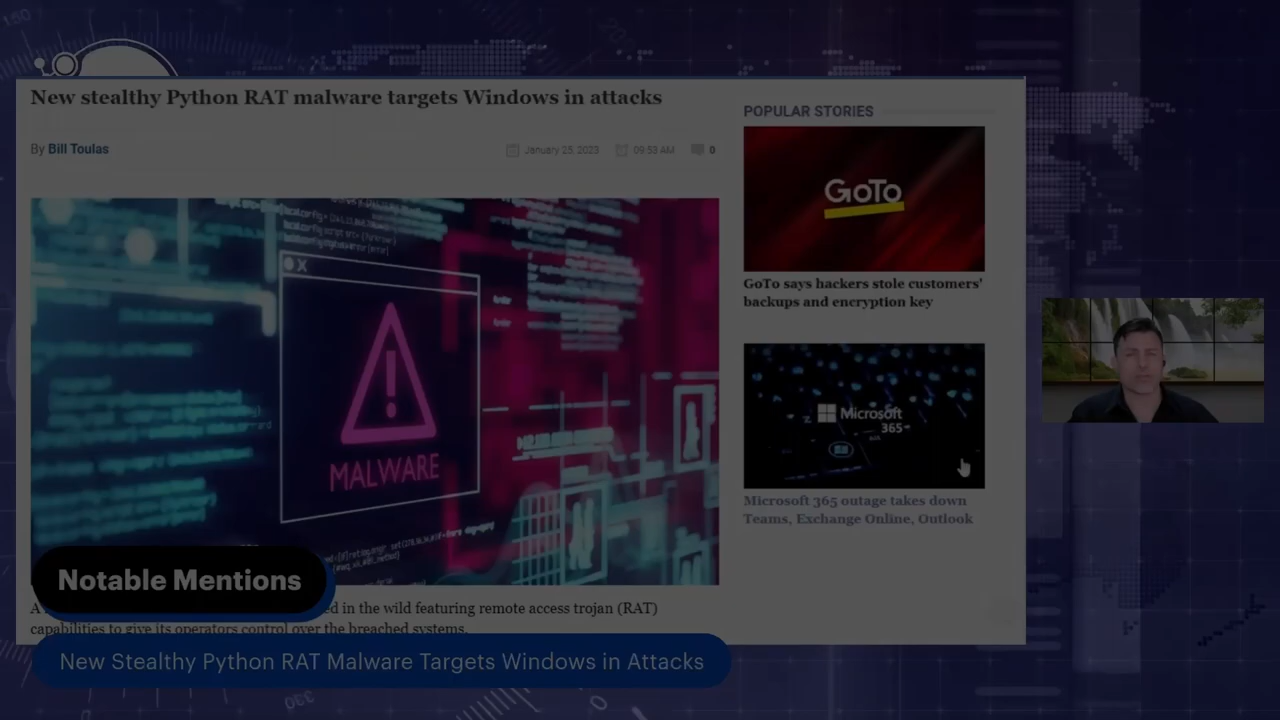 New stealthy Python RAT malware targets Windows in attacks
By Bill Toulas
January 25, 2023
09:53 AM
0
MALWARE
POPULAR STORIES
GoTo
GoTo says hackers stole customers'
backups and encryption key
Microsoft
365
Microsoft 365 outage takes down
Teams, Exchange Online, Outlook
Notable Mentions
A
ed in the wild featuring remote access trojan (RAT)
capabilities to give its operators control over the breached systems.
New Stealthy Python RAT Malware Targets Windows in Attacks
330
0
150